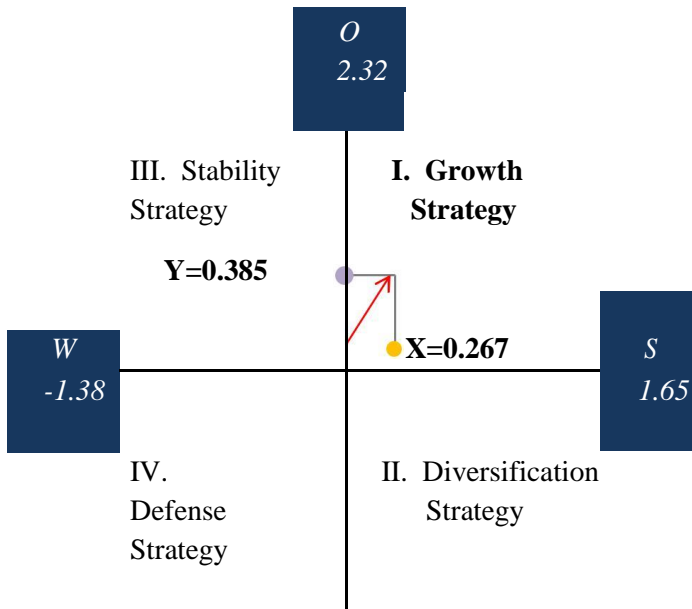 O
2.32
III. Stability
Strategy
I. Growth
Strategy
Y=0.385
X=0.267
W
-1.38
S
1.65
IV.
Defense
Strategy
II. Diversification
Strategy